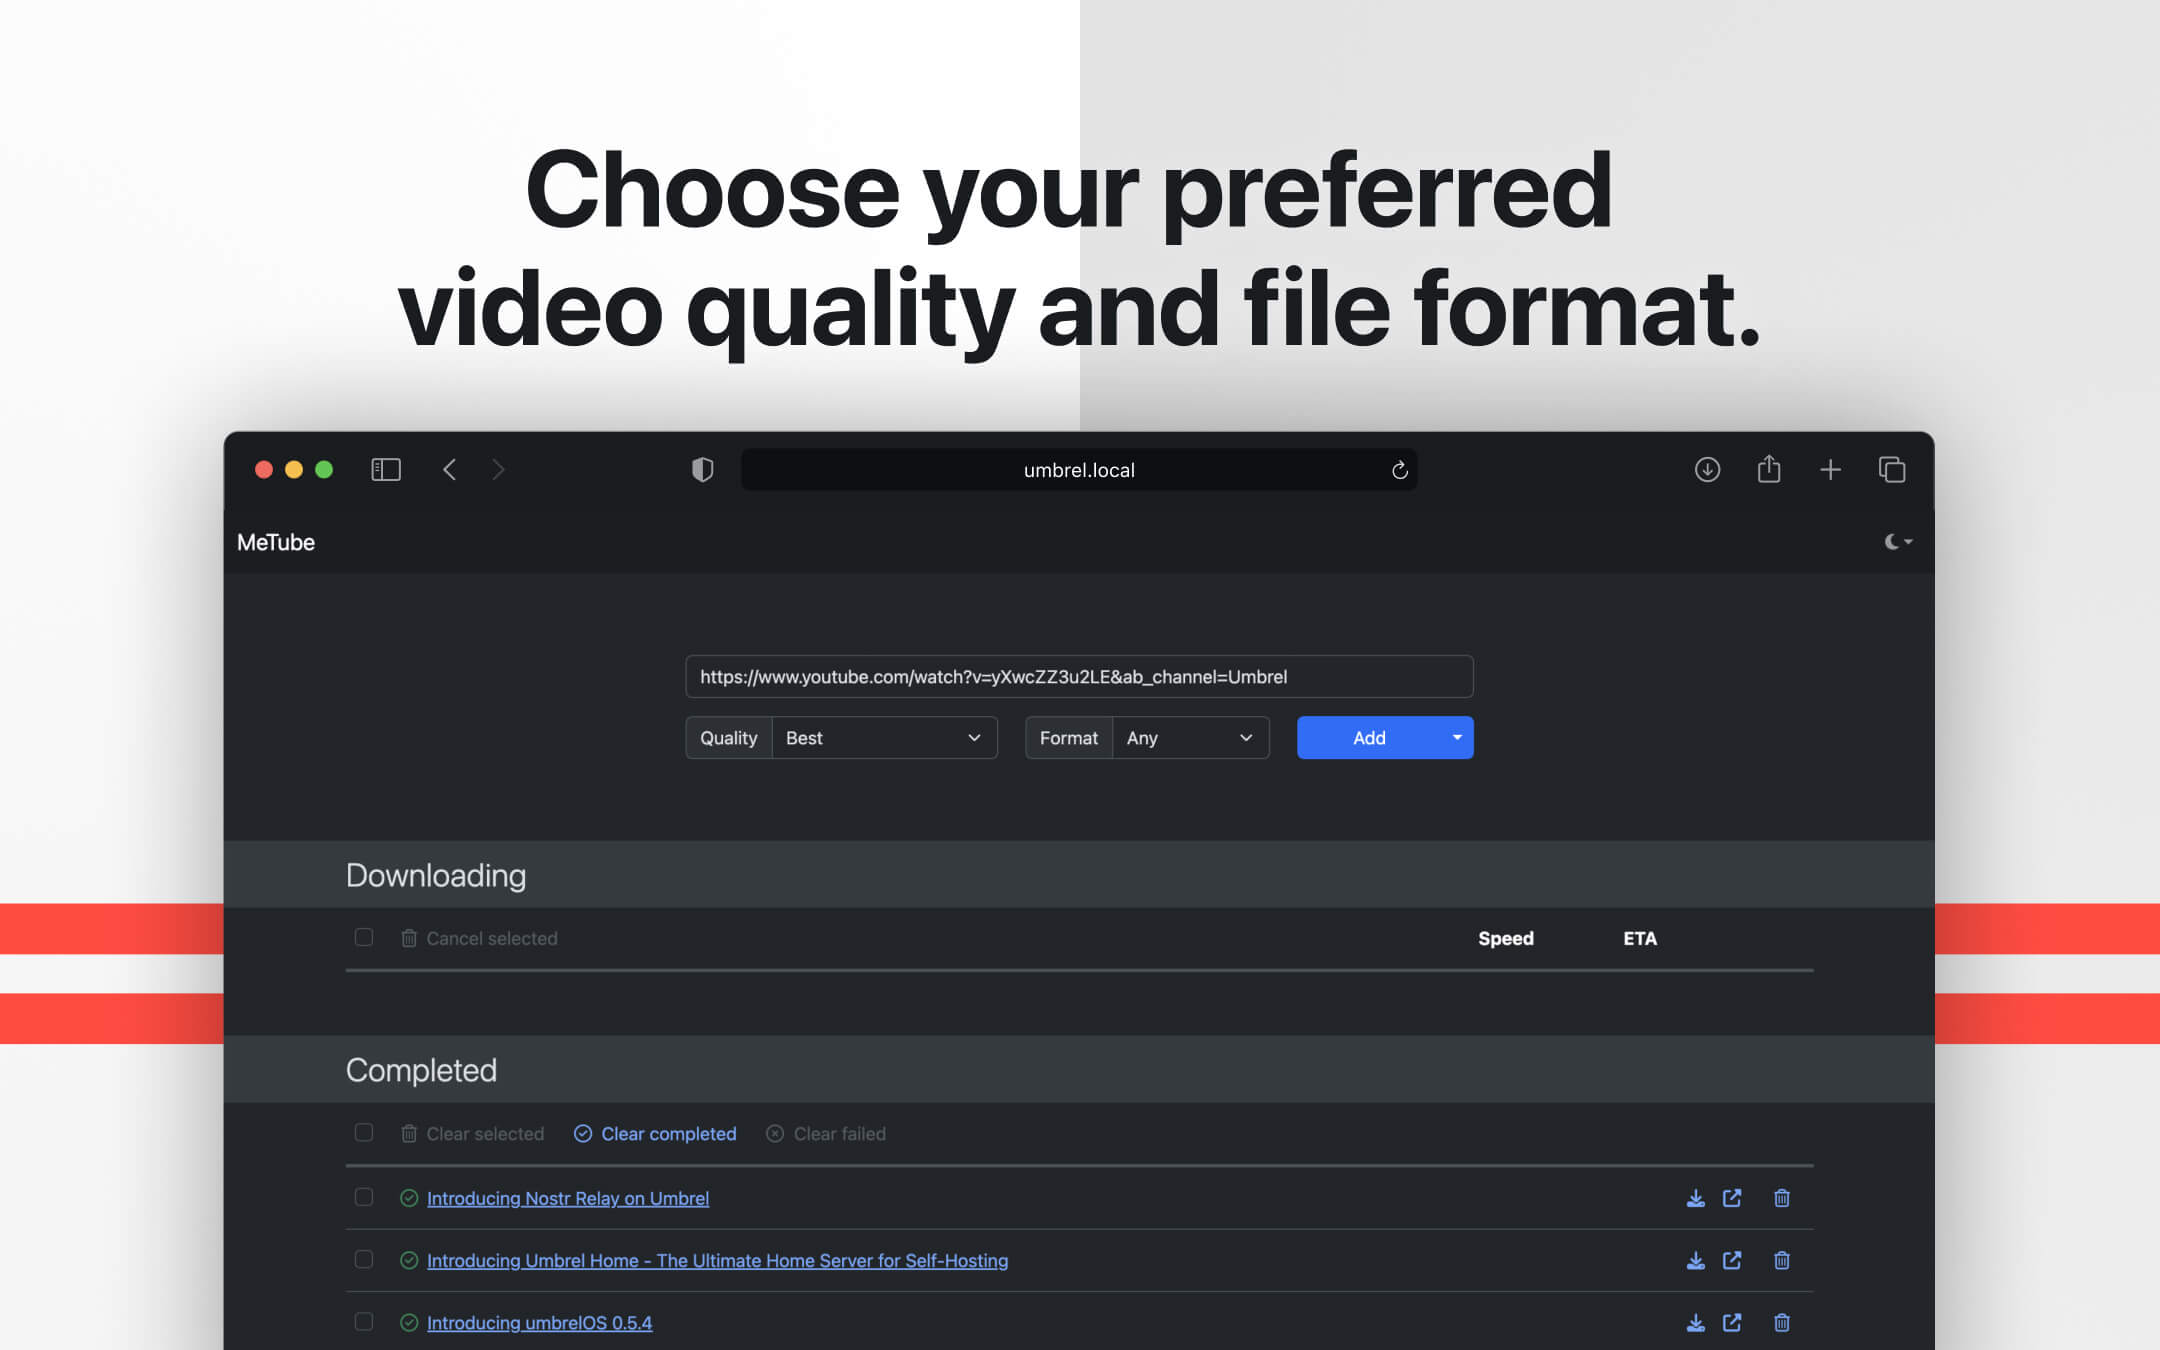 Choose your preferred
video quality and file format.
umbrel.local
MeTube
https://www.youtube.com/watch?v=yXwcZZ3u2LE&ab_channel=Umbrel
Quality Best Format Any Add
Downloading
Cancel selected Speed ETA
Completed
Clear selected Clear completed Clear failed
Introducing Nostr Relay on Umbrel
Introducing Umbrel Home - The Ultimate Home Server for Self-Hosting
Introducing umbrelOS 0.5.4